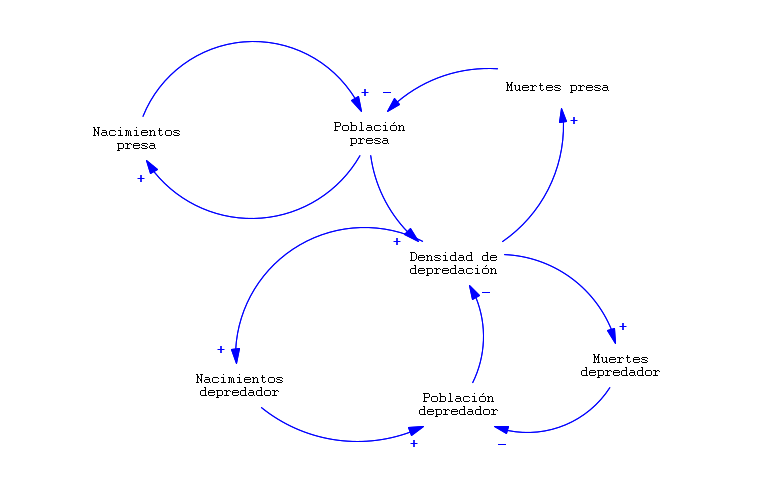 Muertes presa
+
−
+
Nacimientos
presa
Población
presa
+
+
+
Densidad de
depredación
−
+
+
Nacimientos
depredador
Muertes
depredador
Población
depredador
+
−